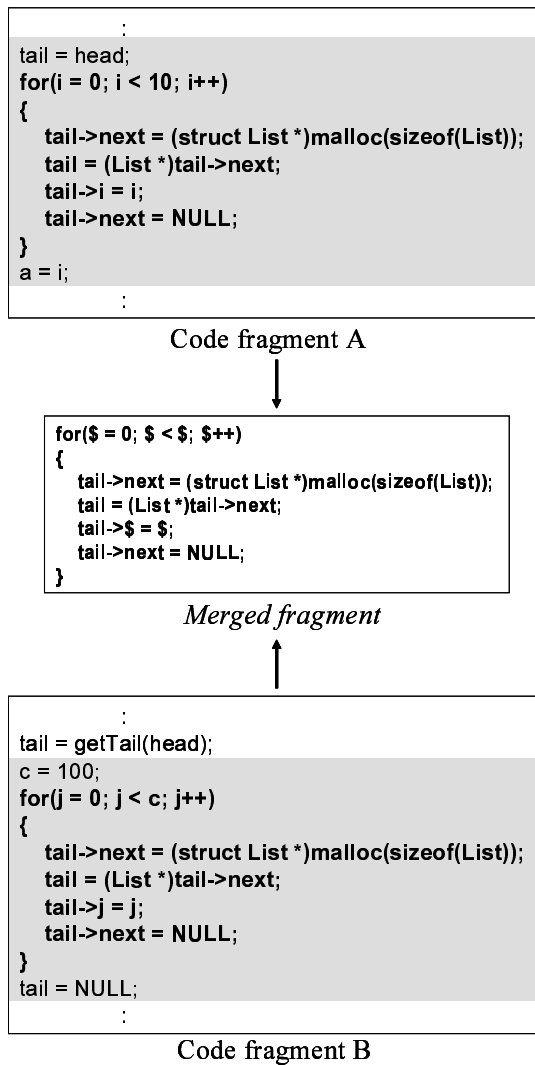 :
tail = head;
for(i = 0; i < 10; i++)
{
tail->next = (struct List *)malloc(sizeof(List));
tail = (List *)tail->next;
tail->i = i;
tail->next = NULL;
}
a = i;
:
Code fragment A
for($ = 0; $ < $; $++)
{
tail->next = (struct List *)malloc(sizeof(List));
tail = (List *)tail->next;
tail->$ = $;
tail->next = NULL;
}
Merged fragment
:
tail = getTail(head);
c = 100;
for(j = 0; j < c; j++)
{
tail->next = (struct List *)malloc(sizeof(List));
tail = (List *)tail->next;
tail->j = j;
tail->next = NULL;
}
tail = NULL;
:
Code fragment B